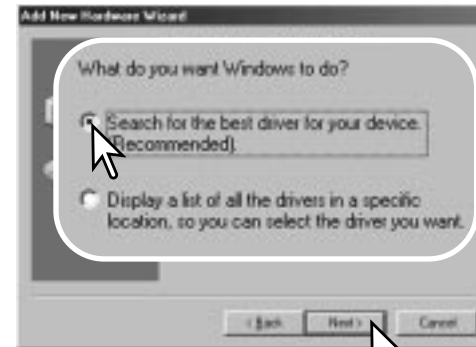 Add New Hardware Wizard
What do you want Windows to do?
Search for the best driver for your device.
(Recommended).
Display a list of all the drivers in a specific
location, so you can select the driver you want.
< Back
Next >
Cancel